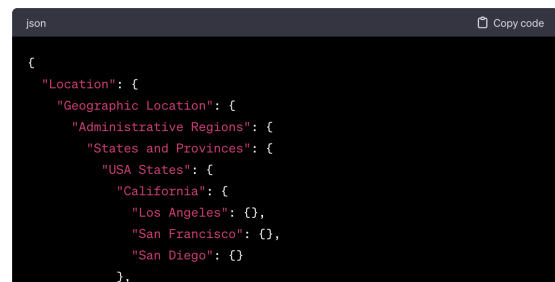 json Copy code
{
"Location": {
"Geographic Location": {
"Administrative Regions": {
"States and Provinces": {
"USA States": {
"California": {
"Los Angeles": {},
"San Francisco": {},
"San Diego": {}
},